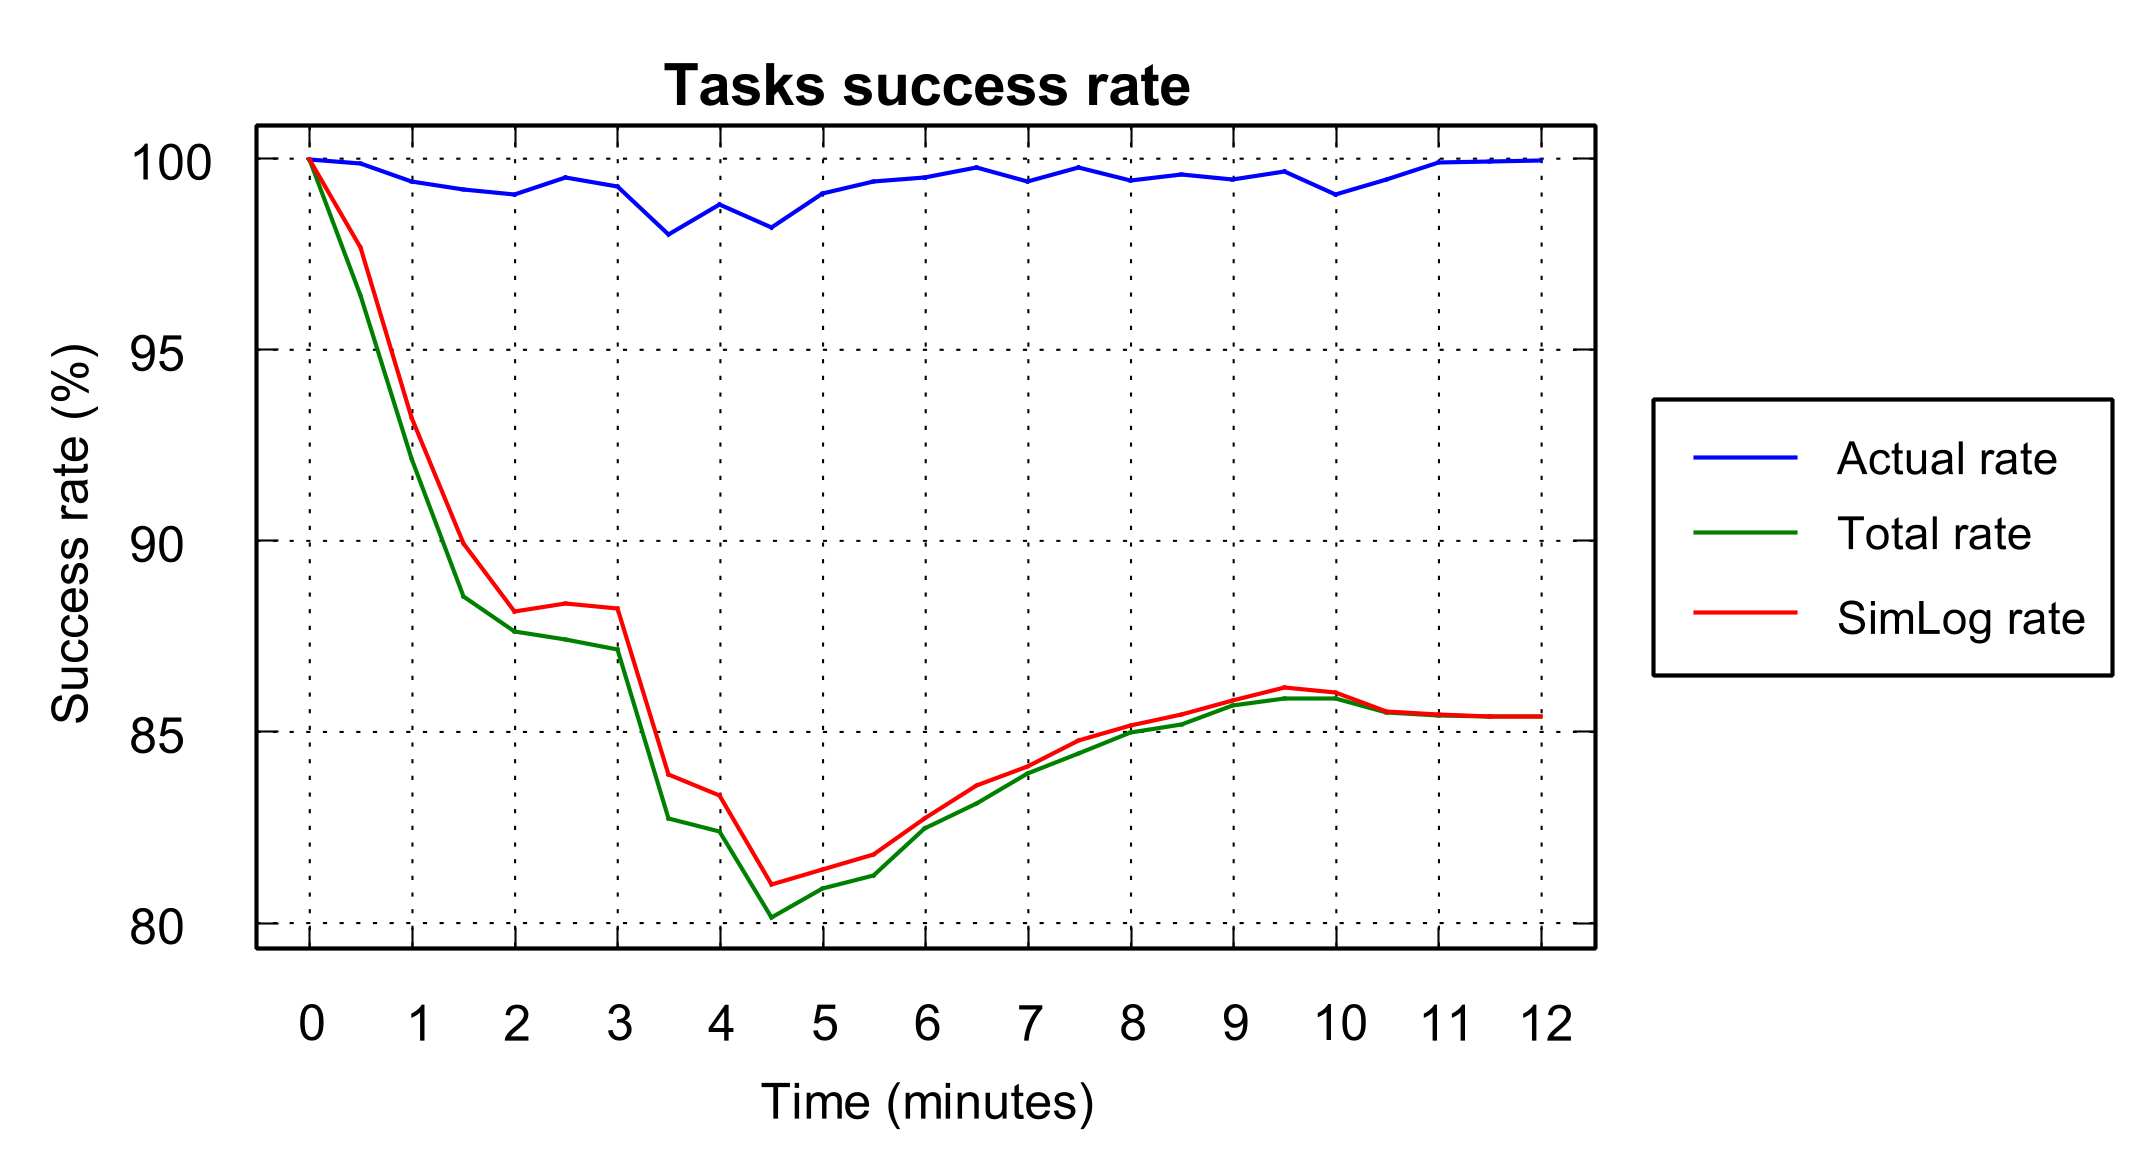 Tasks success rate
100
95
90
85
80
Success rate (%)
0 1 2 3 4 5 6 7 8 9 10 11 12
Time (minutes)
Actual rate
Total rate
SimLog rate